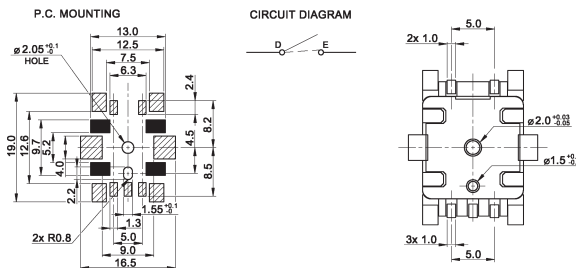 P.C. MOUNTING
CIRCUIT DIAGRAM
13.0
12.5
7.5
6.3
ø2.05 +0.1 -0
HOLE
2.4
8.2
4.5
8.5
19.0
12.6
9.7
5.2
4.0
2.2
1.55 +0.1 -0
1.3
2x R0.8
5.0
9.0
16.5
D E
5.0
2x 1.0
ø2.0 +0.03 -0.05
ø1.5
3x 1.0
5.0